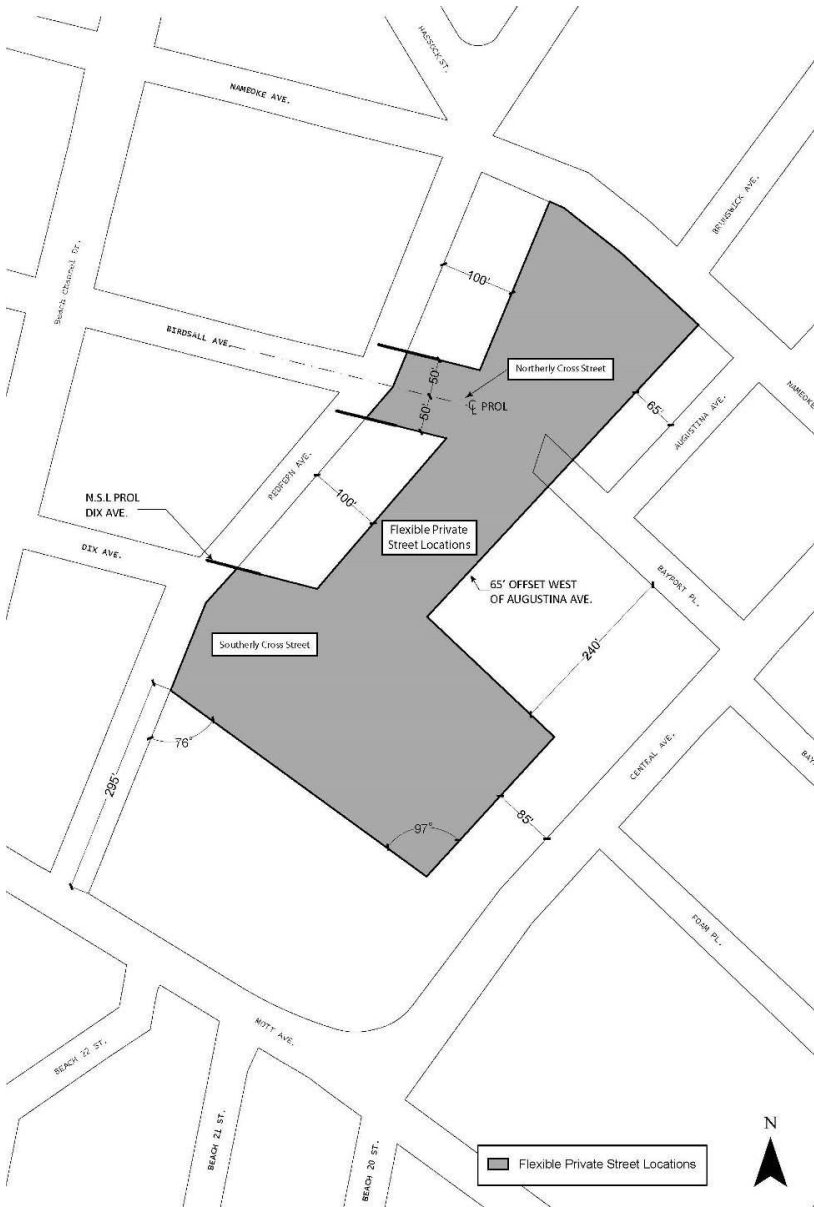 HASSOCK ST.
NAMEOKE AVE.
BRUNSWICK AVE.
Beach Channel Dr.
100'
BIRDSALL AVE.
50'
Northerly Cross Street
50'
℄ PROL
NAMEOKE
65'
AUGUSTINA AVE.
REDFERN AVE.
N.S.L PROL
DIX AVE.
100'
Flexible Private
Street Locations
DIX AVE.
65' OFFSET WEST
OF AUGUSTINA AVE.
BAYPORT PL.
Southerly Cross Street
240'
76°
CENTRAL AVE.
BAY
295'
85'
97°
FOAM PL.
MOTT AVE.
BEACH 22 ST.
BEACH 21 ST.
BEACH 20 ST.
N
Flexible Private Street Locations